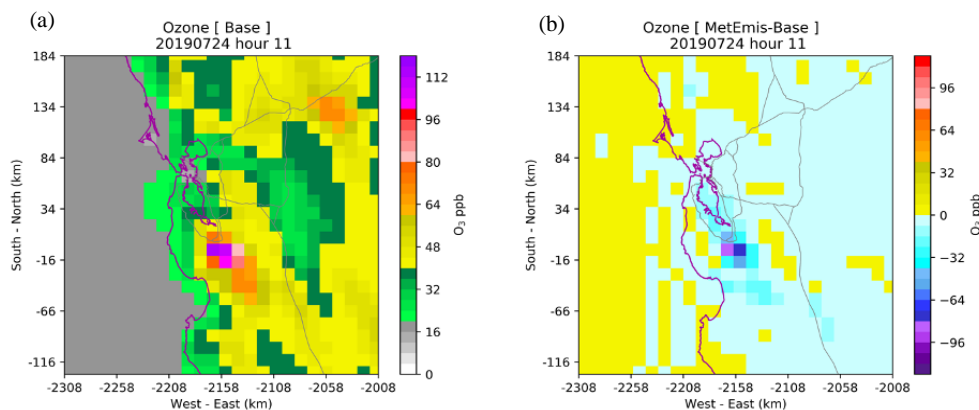 (a)
Ozone [ Base ]
20190724 hour 11
184
134
84
34
-16
-66
-116
South - North (km)
-2308 -2258 -2208 -2158 -2108 -2058 -2008
West - East (km)
112
96
80
64
48
32
16
0
O3 ppb
(b)
Ozone [ MetEmis-Base ]
20190724 hour 11
184
134
84
34
-16
-66
-116
South - North (km)
-2308 -2258 -2208 -2158 -2108 -2058 -2008
West - East (km)
96
64
32
0
-32
-64
-96
O3 ppb